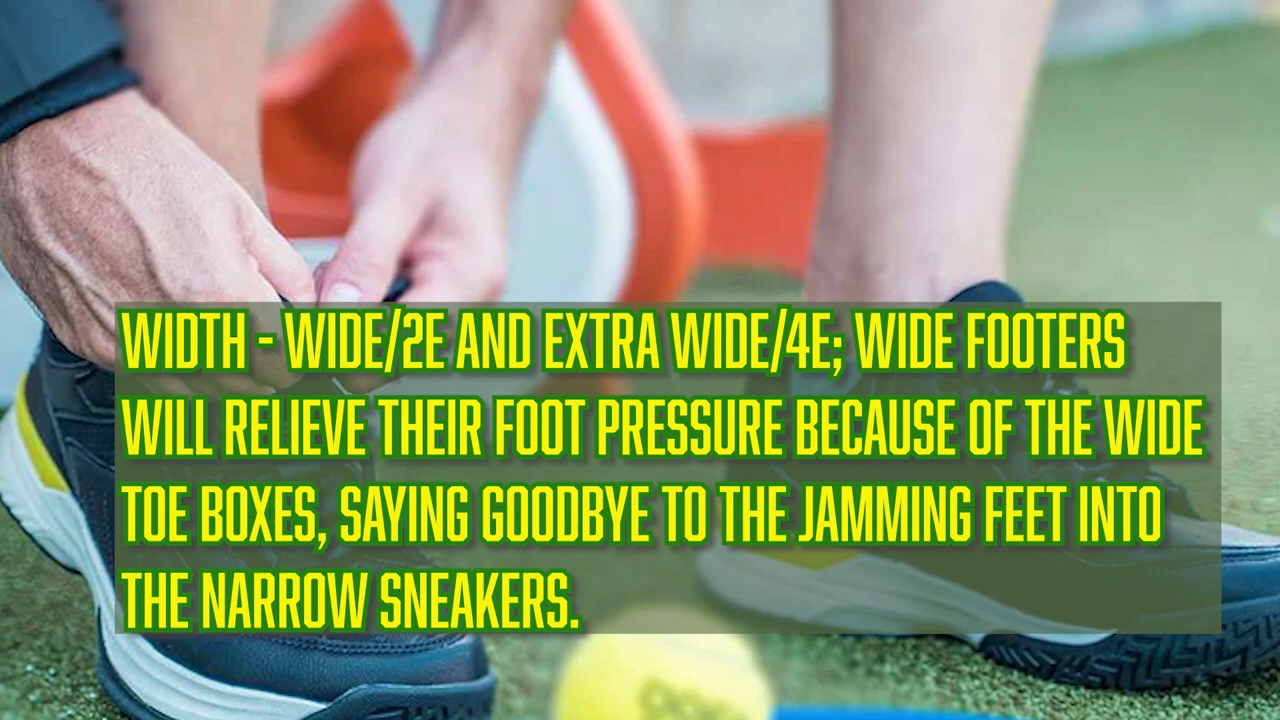 WIDTH - WIDE/2E AND EXTRA WIDE/4E; WIDE FOOTERS
WILL RELIEVE THEIR FOOT PRESSURE BECAUSE OF THE WIDE
TOE BOXES, SAYING GOODBYE TO THE JAMMING FEET INTO
THE NARROW SNEAKERS.